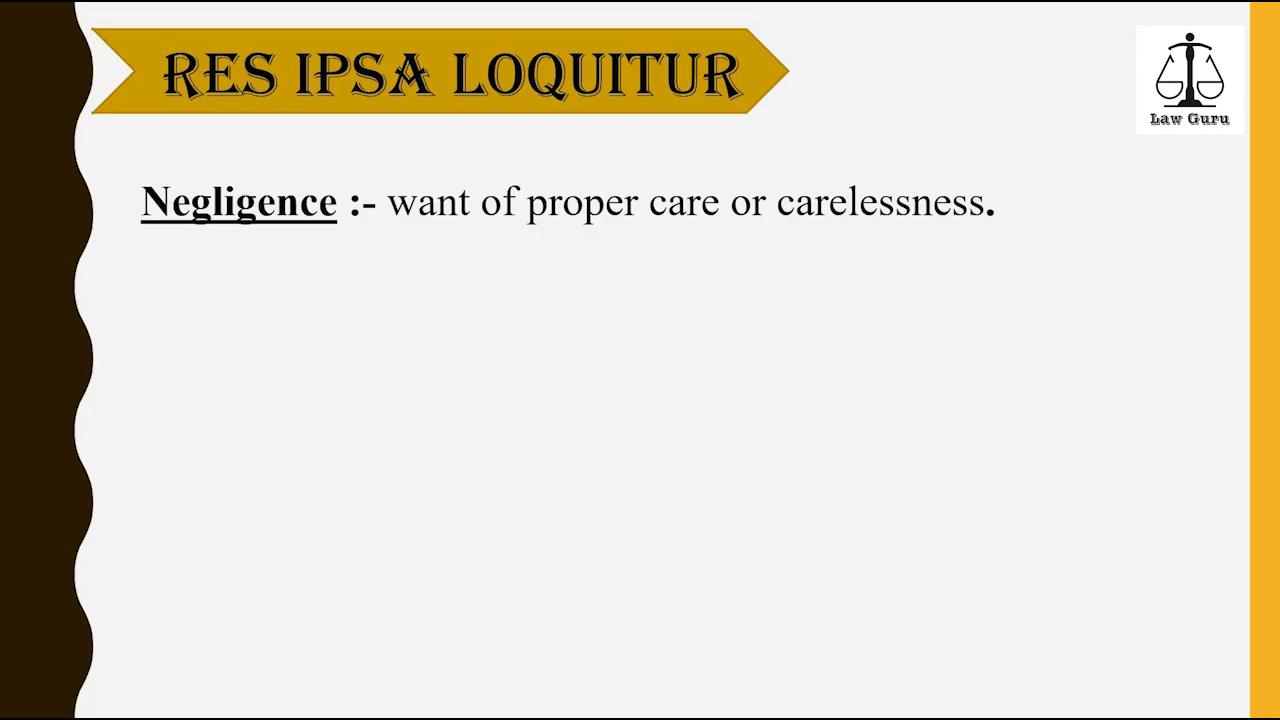 RES IPSA LOQUITUR
Law Guru
Negligence :- want of proper care or carelessness.